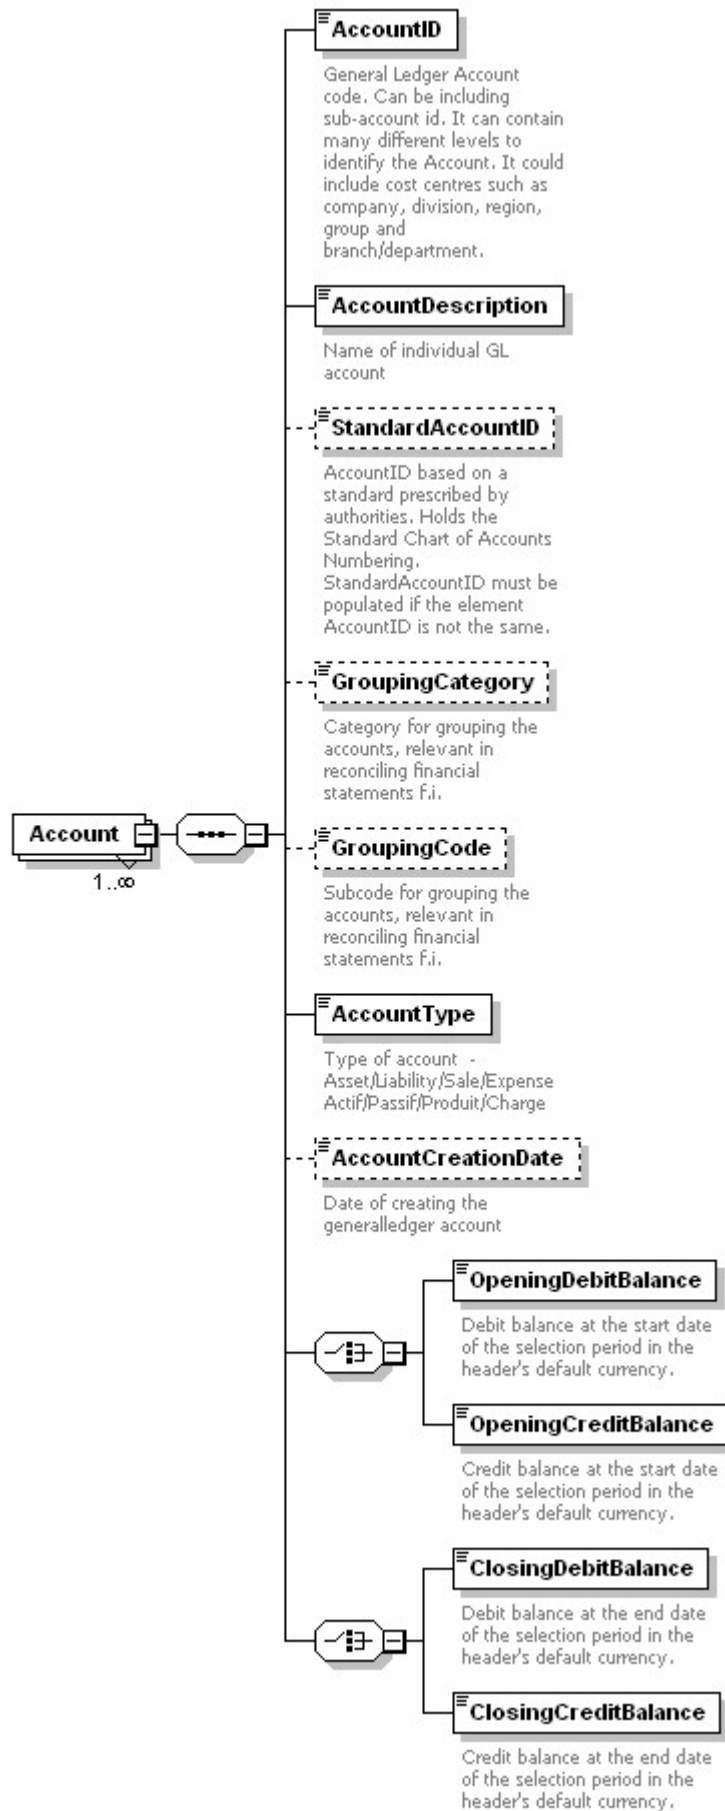 AccountID
General Ledger Account
code. Can be including
sub-account id. It can contain
many different levels to
identify the Account. It could
include cost centres such as
company, division, region,
group and
branch/department.
AccountDescription
Name of individual GL
account
StandardAccountID
AccountID based on a
standard prescribed by
authorities. Holds the
Standard Chart of Accounts
Numbering.
StandardAccountID must be
populated if the element
AccountID is not the same.
GroupingCategory
Category for grouping the
accounts, relevant in
reconciling financial
statements f.i.
Account
1..∞
GroupingCode
Subcode for grouping the
accounts, relevant in
reconciling financial
statements f.i.
AccountType
Type of account -
Asset/Liability/Sale/Expense
Actif/Passif/Produit/Charge
AccountCreationDate
Date of creating the
generalledger account
OpeningDebitBalance
Debit balance at the start date
of the selection period in the
header's default currency.
OpeningCreditBalance
Credit balance at the start date
of the selection period in the
header's default currency.
ClosingDebitBalance
Debit balance at the end date
of the selection period in the
header's default currency.
ClosingCreditBalance
Credit balance at the end date
of the selection period in the
header's default currency.